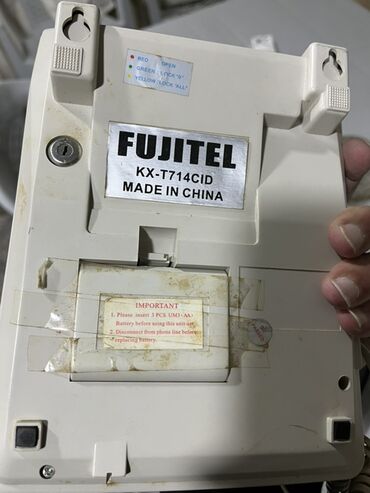 RED : OPEN
GREEN : LOCK "0"
YELLOW : LOCK "ALL"
FUJITEL
KX-T714CID
MADE IN CHINA
IMPORTANT
1. Please insert 3 PCS UM3 (AA)
Battery before using this unit set.
2. Disconnect from phone line before
replacing battery.